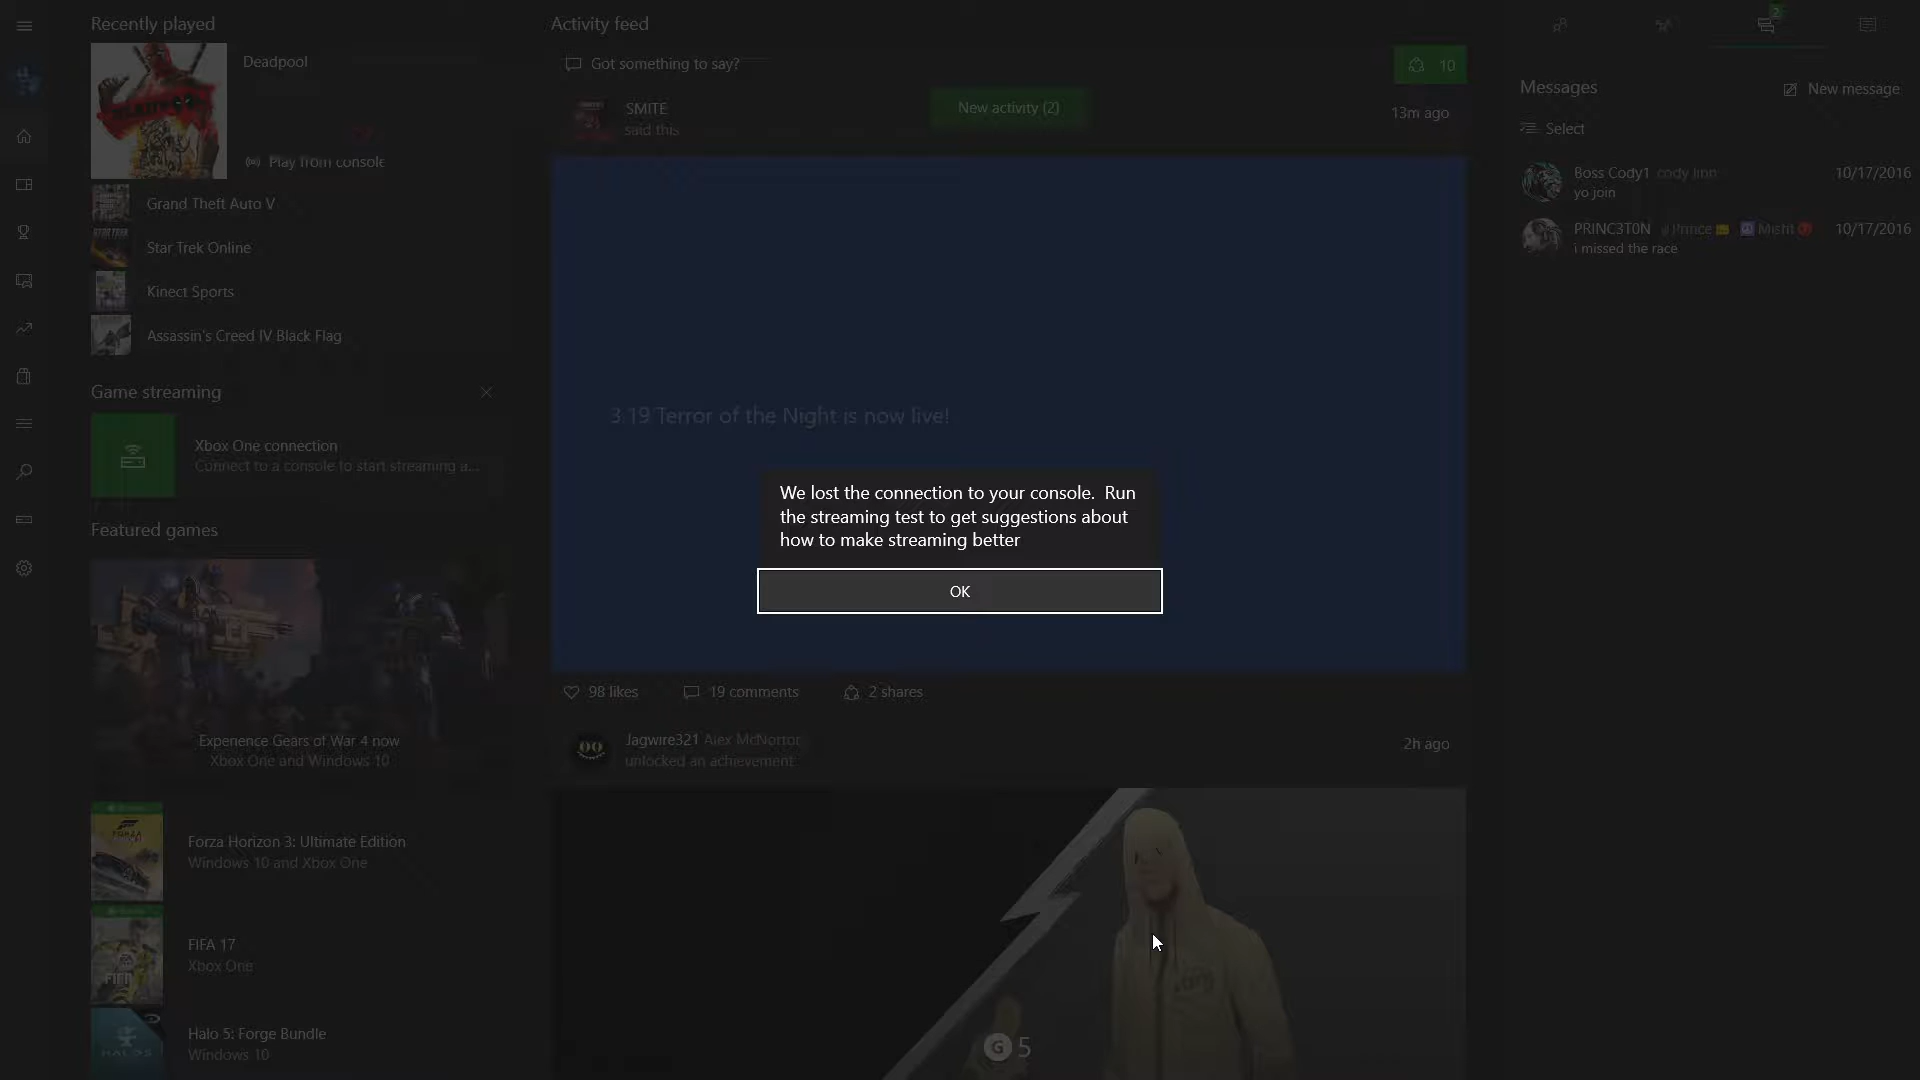 Recently played
Deadpool
Play from console
Grand Theft Auto V
Star Trek Online
Kinect Sports
Assassin's Creed IV Black Flag
Game streaming
Xbox One connection
Connect to a console to start streaming a...
Featured games
Experience Gears of War 4 now
Xbox One and Windows 10
Forza Horizon 3: Ultimate Edition
Windows 10 and Xbox One
FIFA 17
Xbox One
Halo 5: Forge Bundle
Windows 10
Activity feed
Got something to say?
10
SMITE
said this
New activity (2)
13m ago
3.19 Terror of the Night is now live!
We lost the connection to your console. Run
the streaming test to get suggestions about
how to make streaming better
OK
98 likes
19 comments
2 shares
Jagwire321 Alex McNorton
unlocked an achievement
2h ago
G 5
2
Messages
New message
Select
Boss Cody1 cody linn
10/17/2016
yo join
PRINC3T0N Prince Misfit
10/17/2016
i missed the race